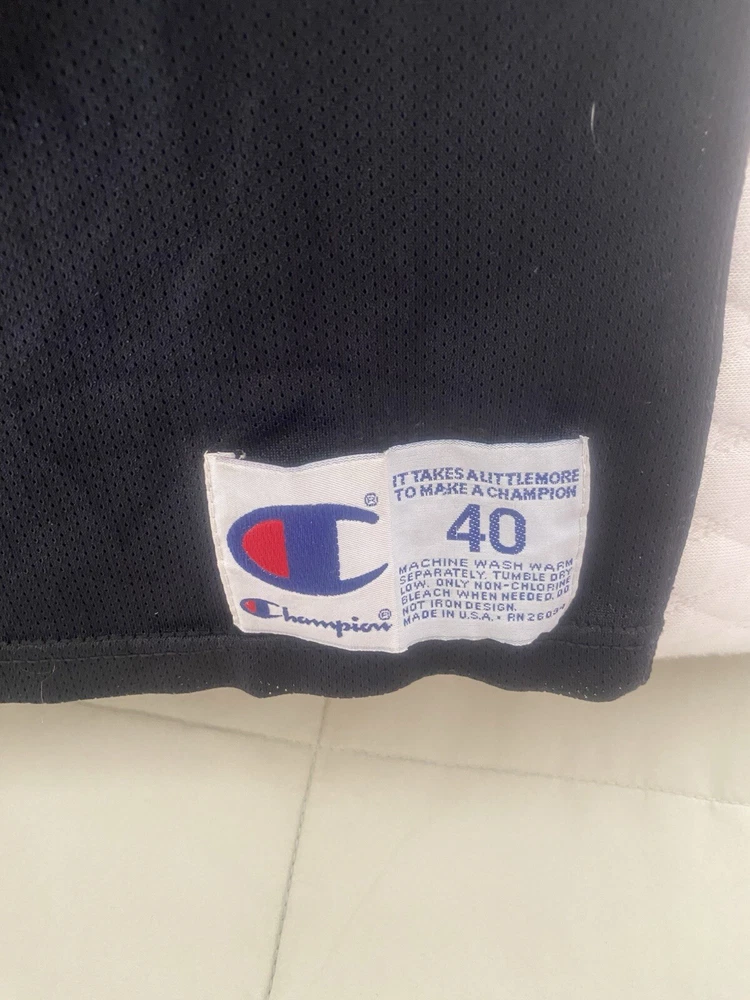 ®
Champion®
IT TAKES A LITTLE MORE
TO MAKE A CHAMPION
40
MACHINE WASH WARM
SEPARATELY. TUMBLE DRY
LOW. ONLY NON-CHLORINE
BLEACH WHEN NEEDED. DO
NOT IRON DESIGN.
MADE IN U.S.A. • RN